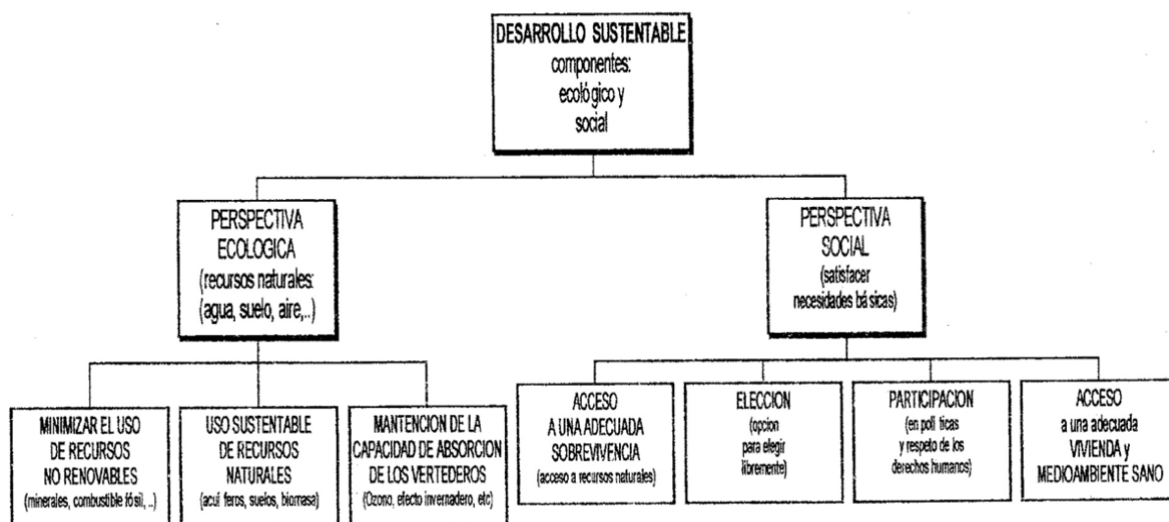 DESARROLLO SUSTENTABLE
componentes:
ecológico y
social
PERSPECTIVA
ECOLOGICA
(recursos naturales:
(agua, suelo, aire,..)
PERSPECTIVA
SOCIAL
(satisfacer
necesidades básicas)
MINIMIZAR EL USO
DE RECURSOS
NO RENOVABLES
(minerales, combustible fósil, ..)
USO SUSTENTABLE
DE RECURSOS
NATURALES
(acuíferos, suelos, biomasa)
MANTENCION DE LA
CAPACIDAD DE ABSORCION
DE LOS VERTEDEROS
(Ozono, efecto invernadero, etc)
ACCESO
A UNA ADECUADA
SOBREVIVENCIA
(acceso a recursos naturales)
ELECCION
(opcion
para elegir
libremente)
PARTICIPACION
(en políticas
y respeto de los
derechos humanos)
ACCESO
a una adecuada
VIVIENDA y
MEDIOAMBIENTE SANO